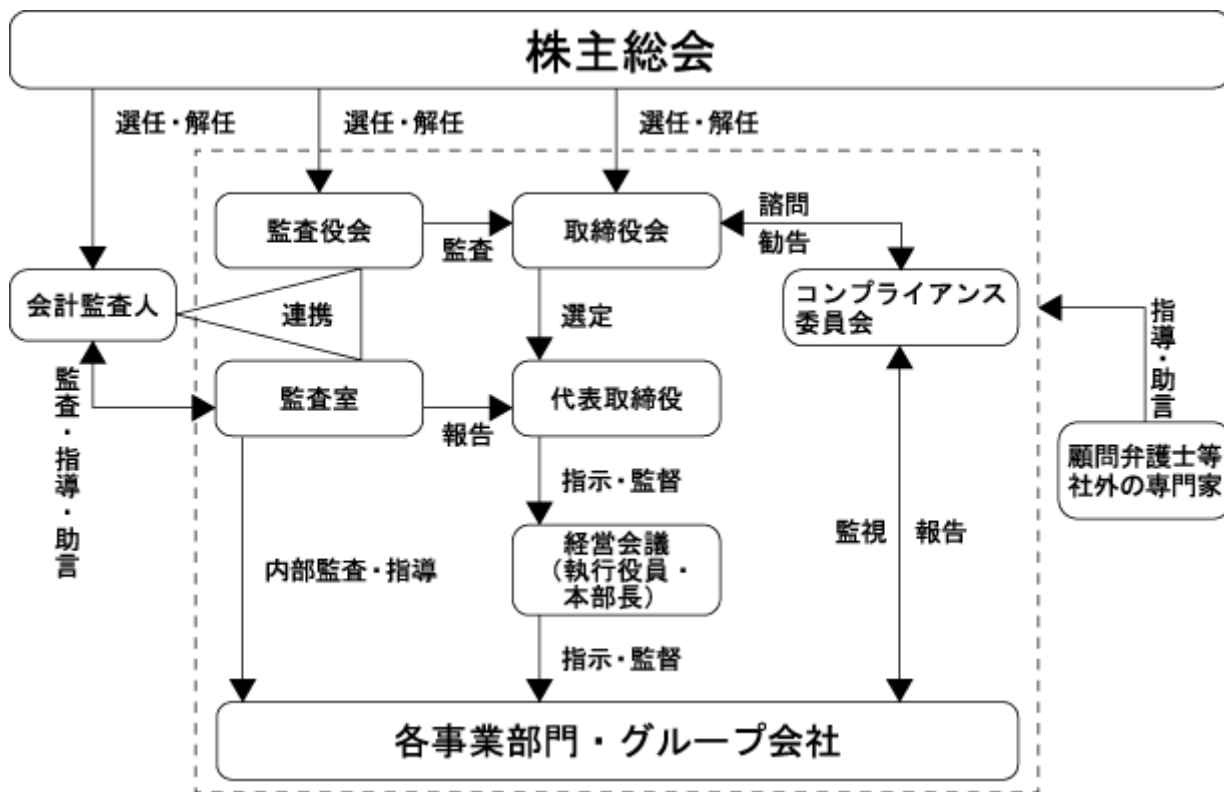 株主総会
選任・解任
選任・解任
選任・解任
監査役会
監査
取締役会
諮問
勧告
会計監査人
連携
選定
コンプライアンス
委員会
指導・助言
監査・指導・助言
監査室
報告
代表取締役
顧問弁護士等
社外の専門家
指示・監督
内部監査・指導
経営会議
(執行役員・
本部長)
監視
報告
指示・監督
各事業部門・グループ会社